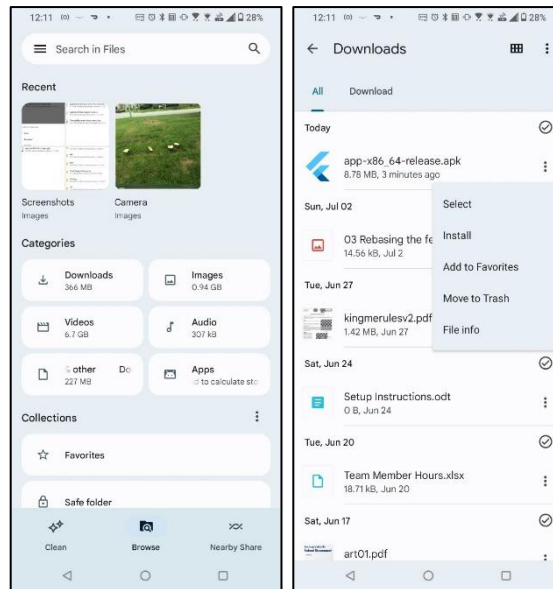 12:11
28%
Search in Files
Recent
Screenshots
Images
Camera
Images
Categories
Downloads
366 MB
Images
0.94 GB
Videos
6.7 GB
Audio
307 kB
other Do
227 MB
Apps
d to calculate sto
Collections
Favorites
Safe folder
Clean
Browse
Nearby Share
12:11
28%
Downloads
All
Download
Today
app-x86_64-release.apk
8.78 MB, 3 minutes ago
Select
Install
Add to Favorites
Move to Trash
File info
Sun, Jul 02
03 Rebasing the fe
14.56 kB, Jul 2
Tue, Jun 27
kingmerulesv2.pdf
1.42 MB, Jun 27
Sat, Jun 24
Setup Instructions.odt
0 B, Jun 24
Tue, Jun 20
Team Member Hours.xlsx
18.71 kB, Jun 20
Sat, Jun 17
art01.pdf